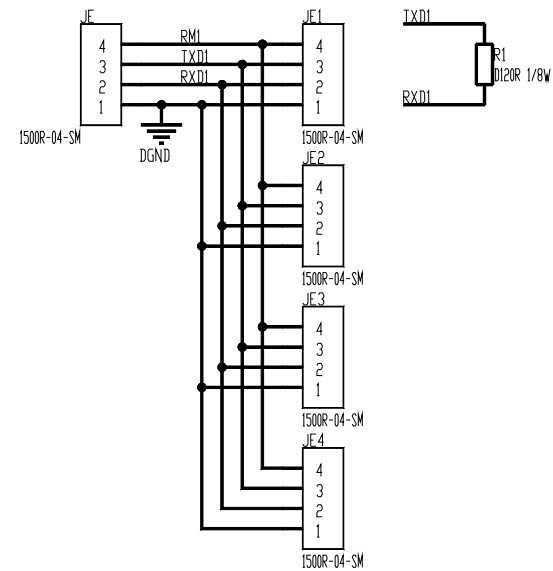 JE
4
3
2
1
1500R-04-SM
RM1
TXD1
RXD1
DGND
JE1
4
3
2
1
1500R-04-SM
TXD1
R1
D120R 1/8W
RXD1
JE2
4
3
2
1
1500R-04-SM
JE3
4
3
2
1
1500R-04-SM
JE4
4
3
2
1
1500R-04-SM